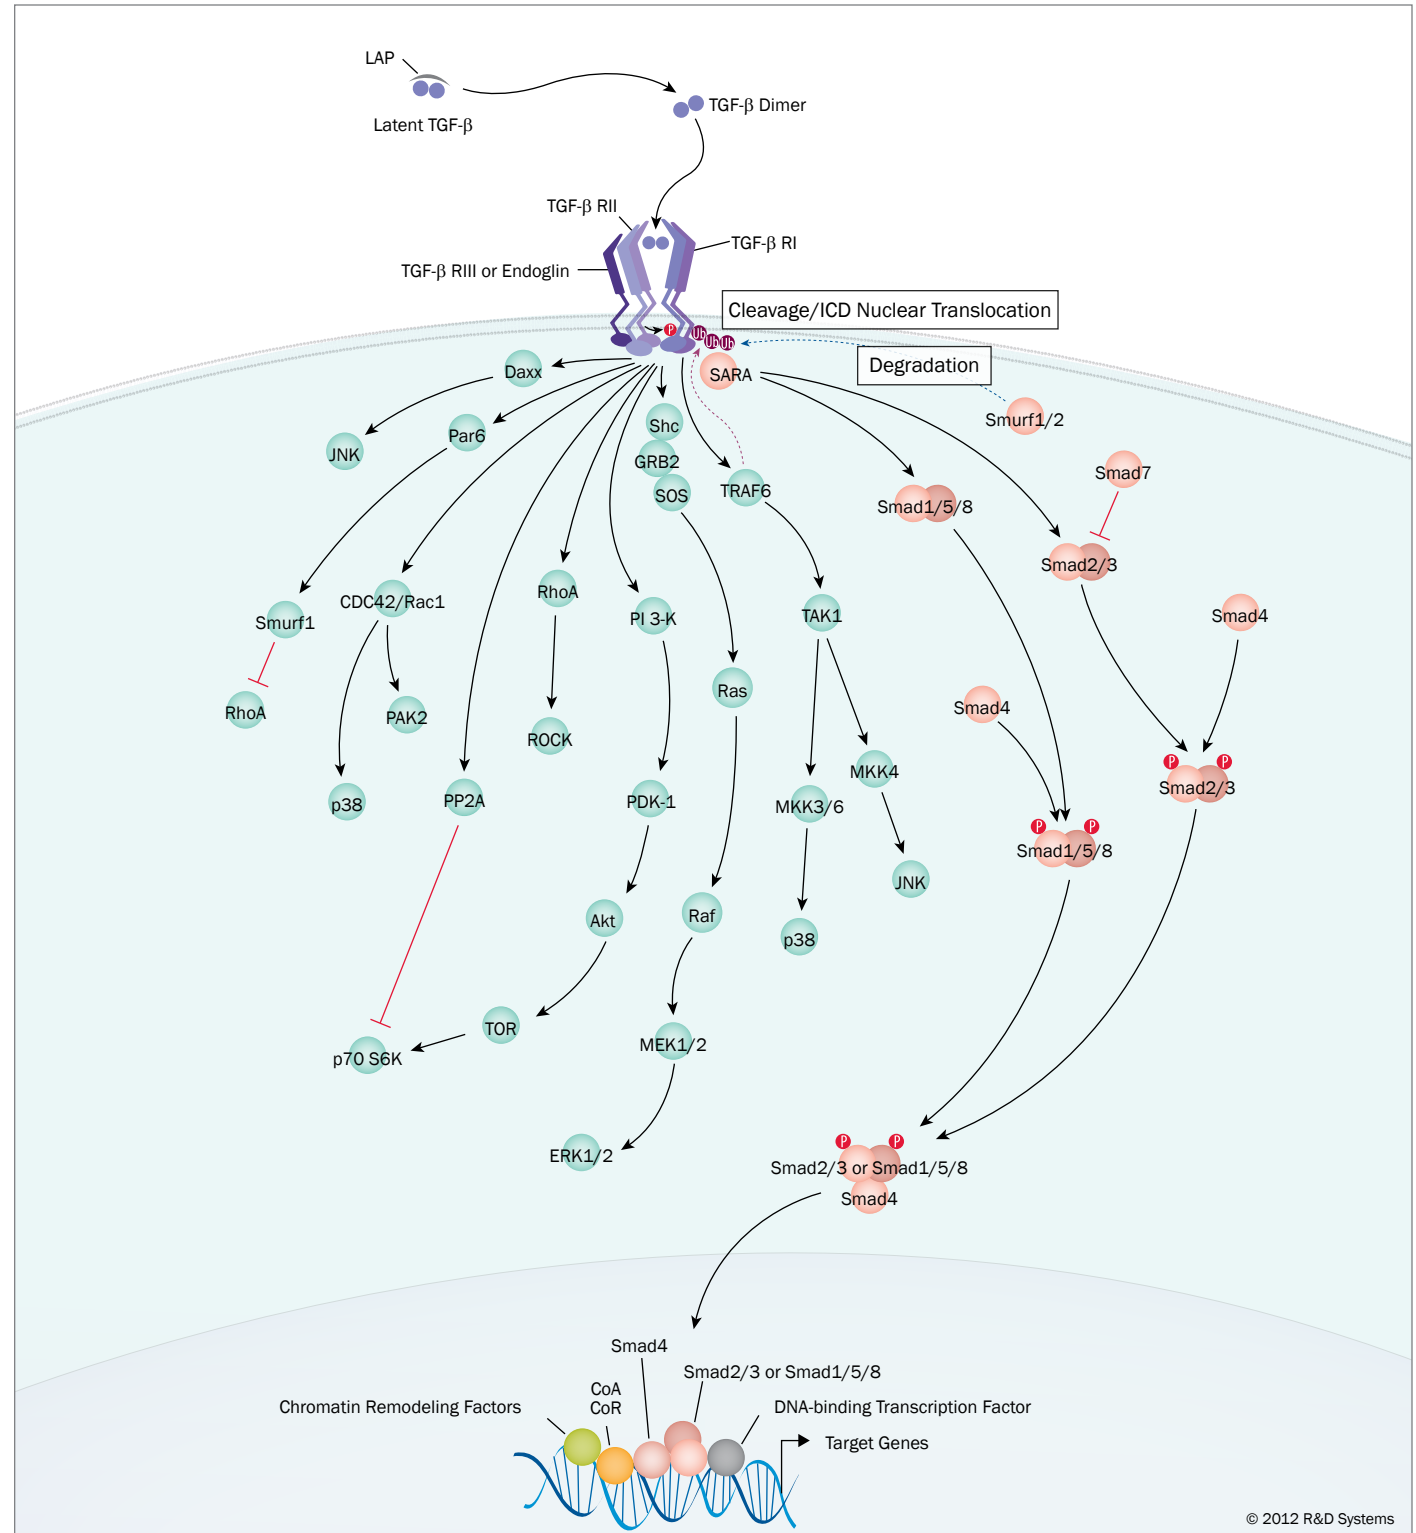 LAP
TGF-β Dimer
Latent TGF-β
TGF-β RII
TGF-β RI
TGF-β RIII or Endoglin
Cleavage/ICD Nuclear Translocation
P
Ub
Ub
Ub
Degradation
Daxx
SARA
Smurf1/2
Shc
Par6
JNK
GRB2
Smad7
TRAF6
SOS
Smad1/5/8
Smad2/3
RhoA
CDC42/Rac1
Smurf1
PI 3-K
TAK1
Smad4
Ras
RhoA
PAK2
Smad4
ROCK
P
P
MKK4
Smad2/3
p38
PP2A
PDK-1
MKK3/6
P
P
Smad1/5/8
JNK
Akt
Raf
p38
TOR
MEK1/2
p70 S6K
P
P
ERK1/2
Smad2/3 or Smad1/5/8
Smad4
Smad4
Smad2/3 or Smad1/5/8
CoA
CoR
Chromatin Remodeling Factors
DNA-binding Transcription Factor
Target Genes
© 2012 R&D Systems